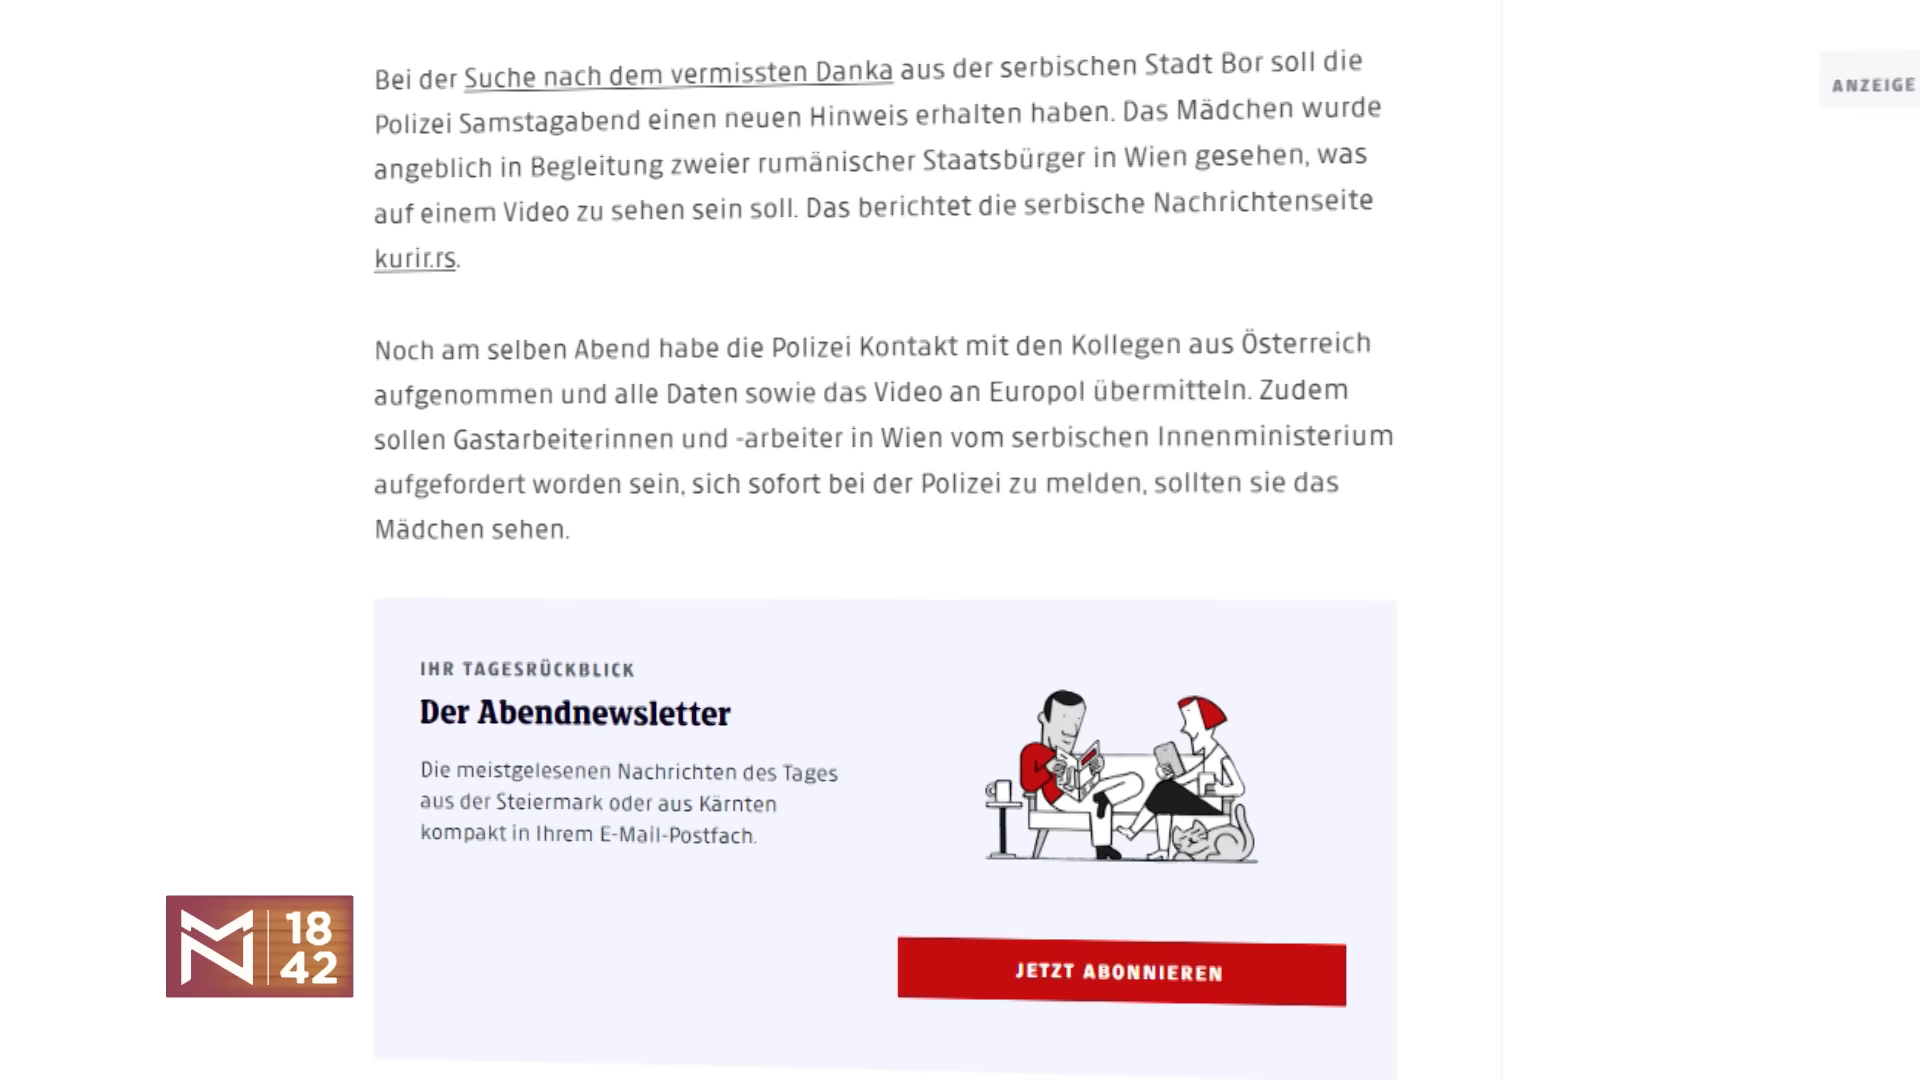 Bei der Suche nach dem vermissten Danka aus der serbischen Stadt Bor soll die
Polizei Samstagabend einen neuen Hinweis erhalten haben. Das Mädchen wurde
angeblich in Begleitung zweier rumänischer Staatsbürger in Wien gesehen, was
auf einem Video zu sehen sein soll. Das berichtet die serbische Nachrichtenseite
kurir.rs.
Noch am selben Abend habe die Polizei Kontakt mit den Kollegen aus Österreich
aufgenommen und alle Daten sowie das Video an Europol übermitteln. Zudem
sollen Gastarbeiterinnen und -arbeiter in Wien vom serbischen Innenministerium
aufgefordert worden sein, sich sofort bei der Polizei zu melden, sollten sie das
Mädchen sehen.
ANZEIGE
IHR TAGESRÜCKBLICK
Der Abendnewsletter
Die meistgelesenen Nachrichten des Tages
aus der Steiermark oder aus Kärnten
kompakt in Ihrem E-Mail-Postfach.
JETZT ABONNIEREN
18
42